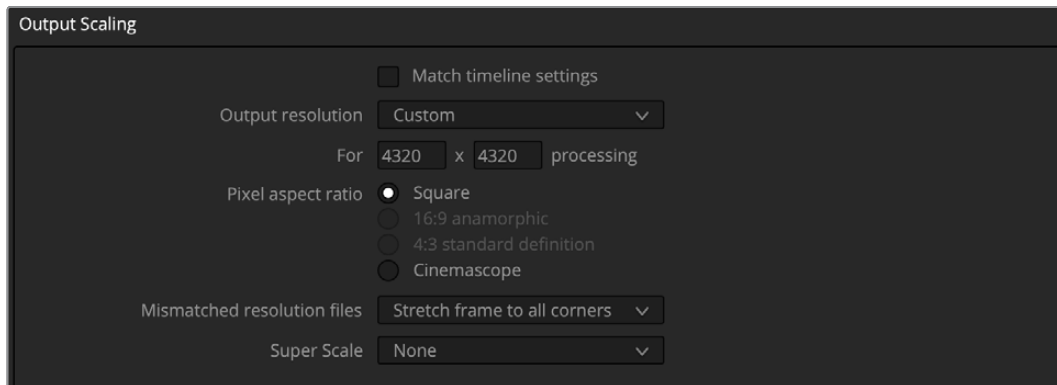 Output Scaling
Match timeline settings
Output resolution Custom
For 4320 x 4320 processing
Pixel aspect ratio Square
16:9 anamorphic
4:3 standard definition
Cinemascope
Mismatched resolution files Stretch frame to all corners
Super Scale None